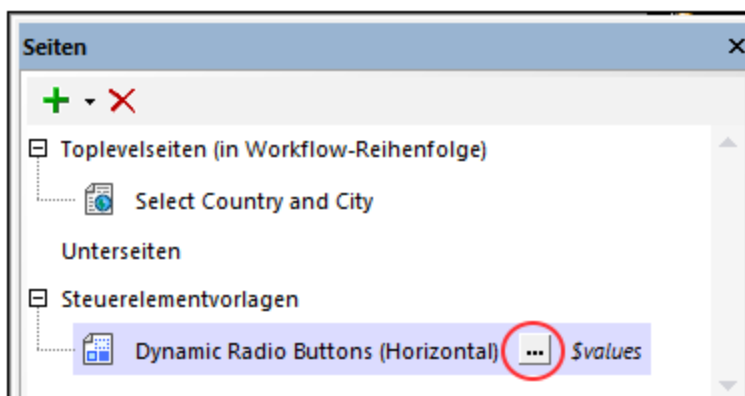 Seiten
Toplevelseiten (in Workflow-Reihenfolge)
Select Country and City
Unterseiten
Steuerelementvorlagen
Dynamic Radio Buttons (Horizontal) ... $values